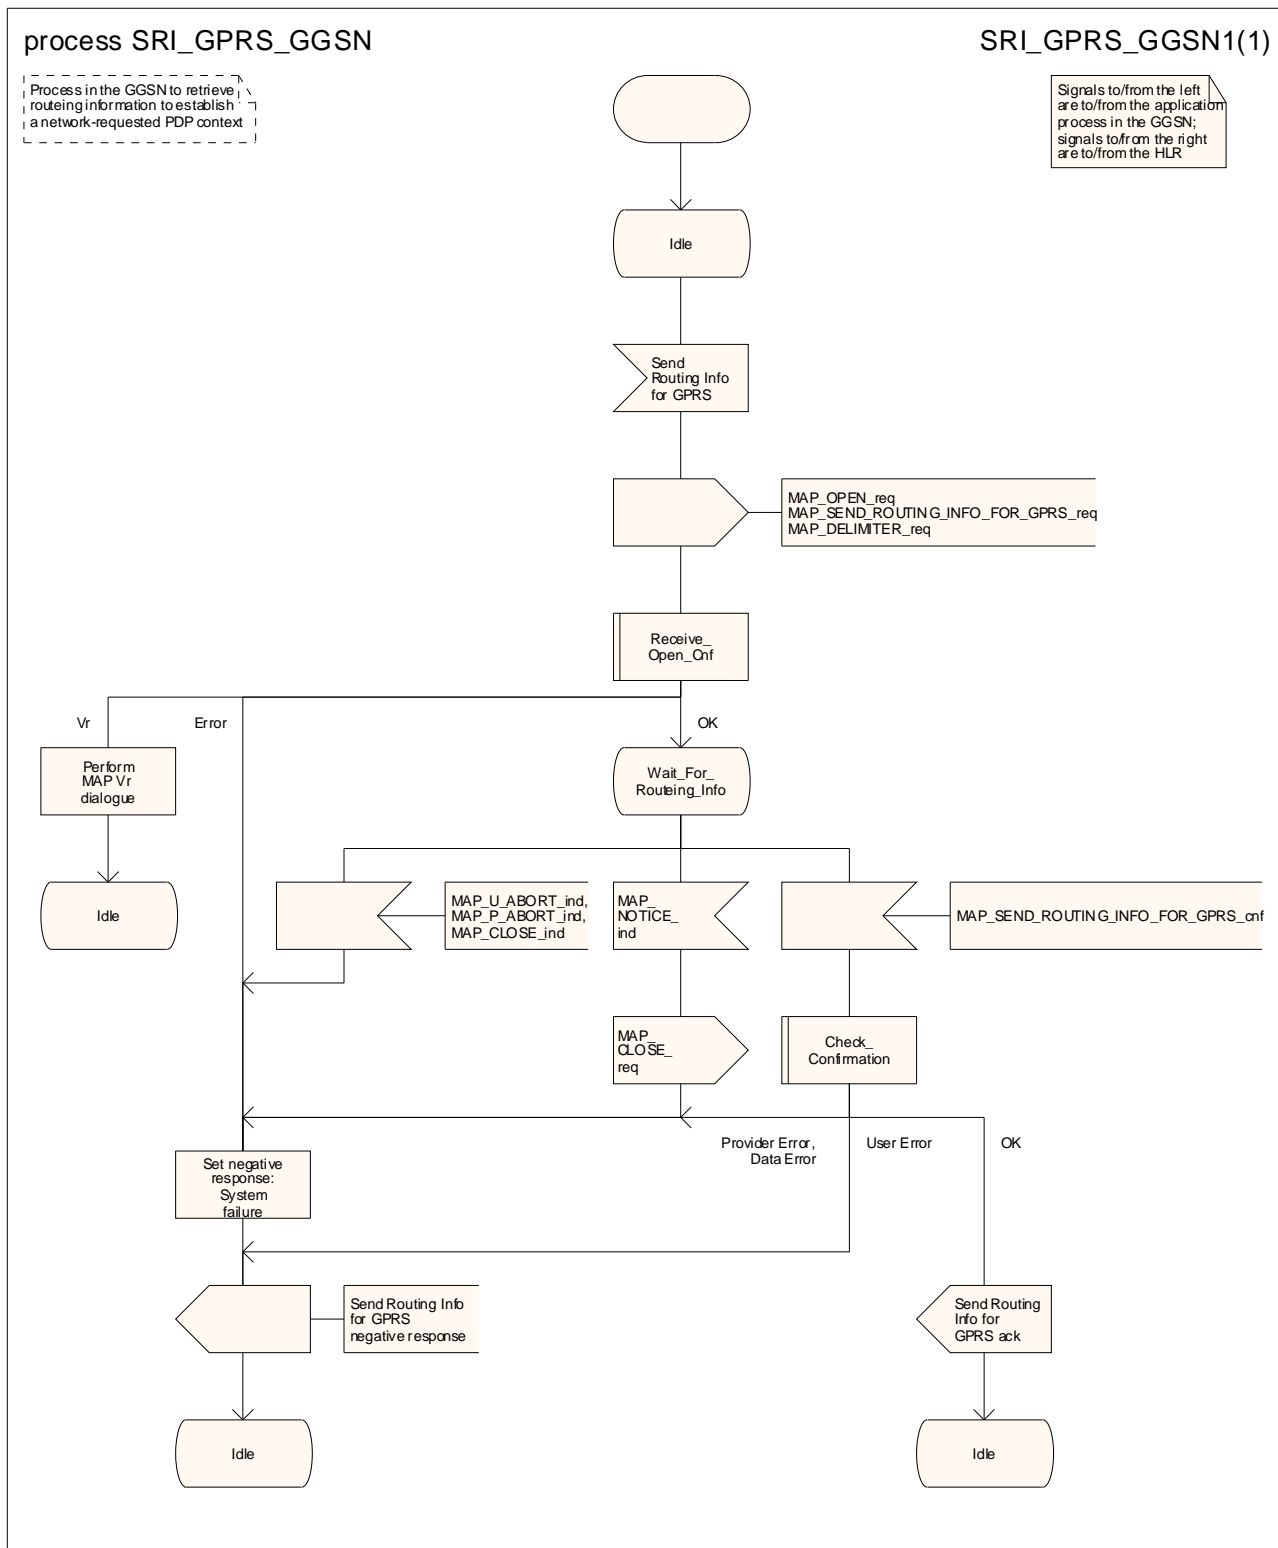 process SRI_GPRS_GGSN
SRI_GPRS_GGSN1(1)
Process in the GGSN to retrieve
routeing information to establish
a network-requested PDP context
Signals to/from the left
are to/from the application
process in the GGSN;
signals to/from the right
are to/from the HLR
Idle
Send
Routing Info
for GPRS
MAP_OPEN_req
MAP_SEND_ROUTING_INFO_FOR_GPRS_req
MAP_DELIMITER_req
Receive_
Open_Cnf
Vr
Error
OK
Perform
MAP Vr
dialogue
Wait_For_
Routeing_Info
Idle
MAP_U_ABORT_ind,
MAP_P_ABORT_ind,
MAP_CLOSE_ind
MAP_
NOTICE_
ind
MAP_SEND_ROUTING_INFO_FOR_GPRS_cnf
MAP_
CLOSE_
req
Check_
Confirmation
Provider Error,
Data Error
User Error
OK
Set negative
response:
System
failure
Send Routing Info
for GPRS
negative response
Send Routing
Info for
GPRS ack
Idle
Idle